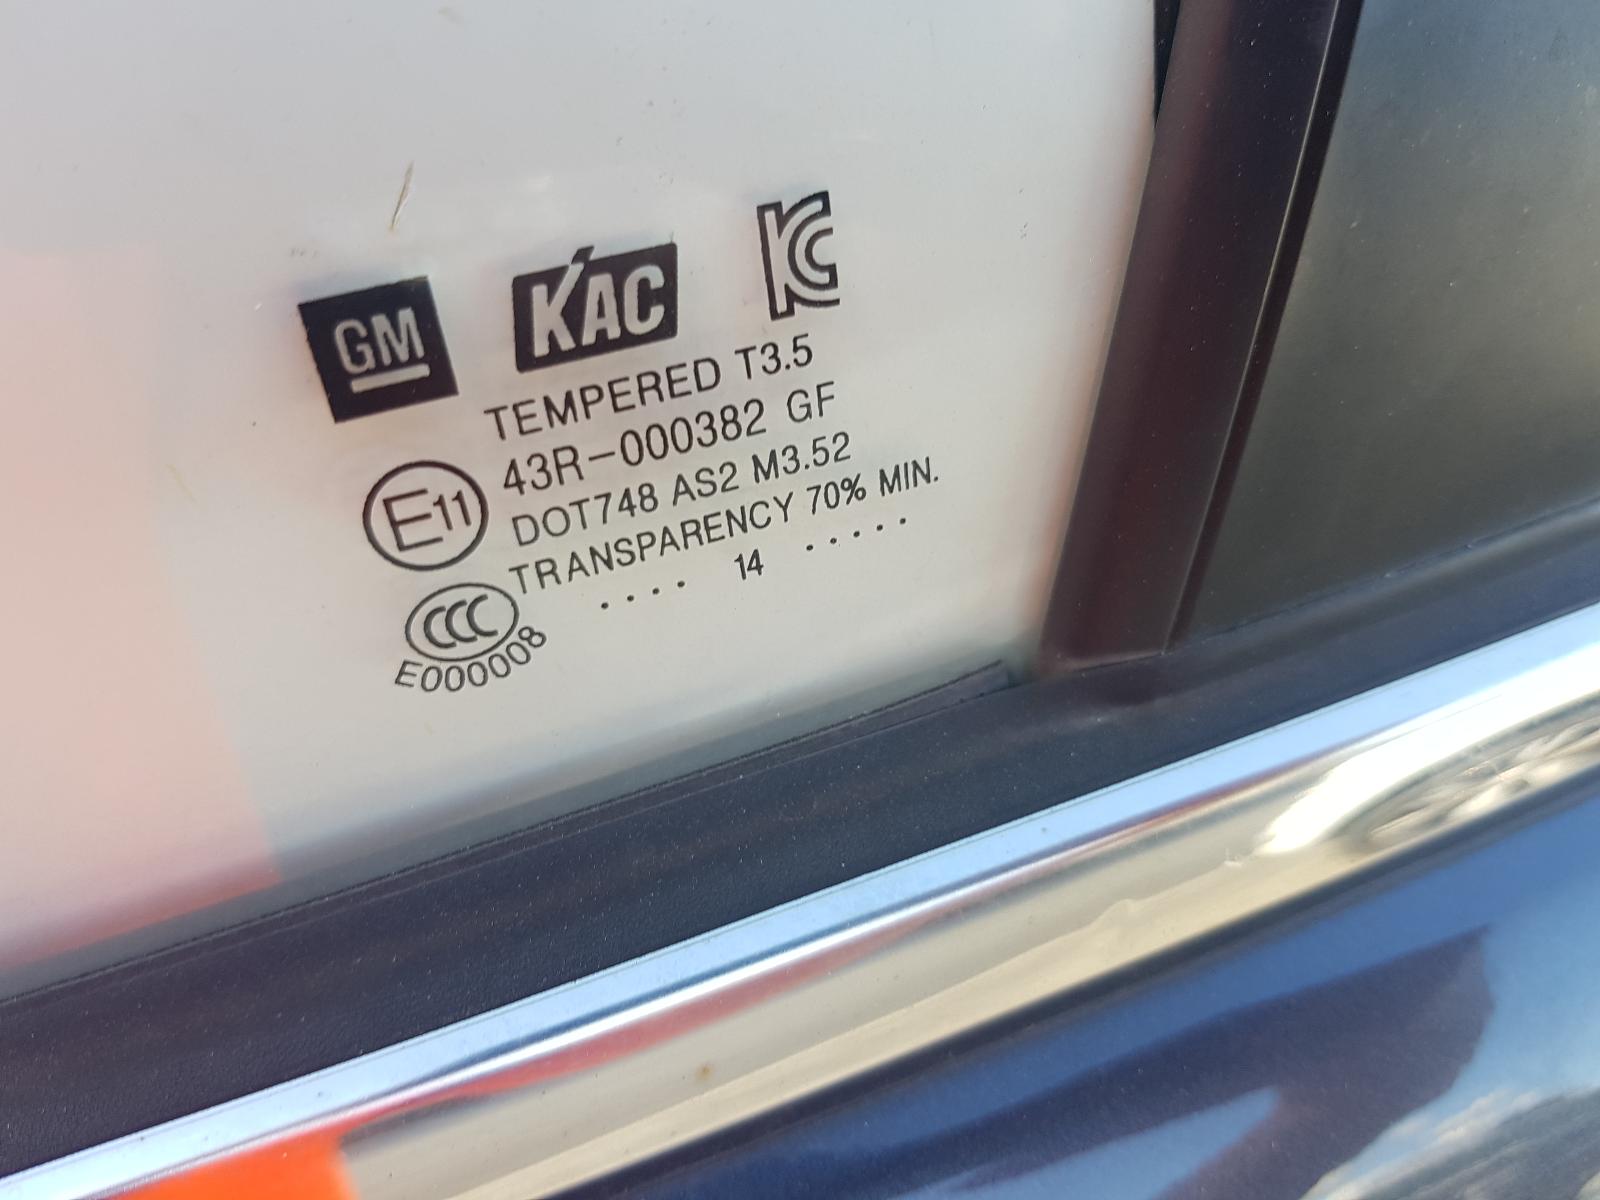 GM KAC KC
TEMPERED T3.5
43R-000382 GF
E11
DOT748 AS2 M3.52
TRANSPARENCY 70% MIN.
.... 14 .....
CCC
E000008